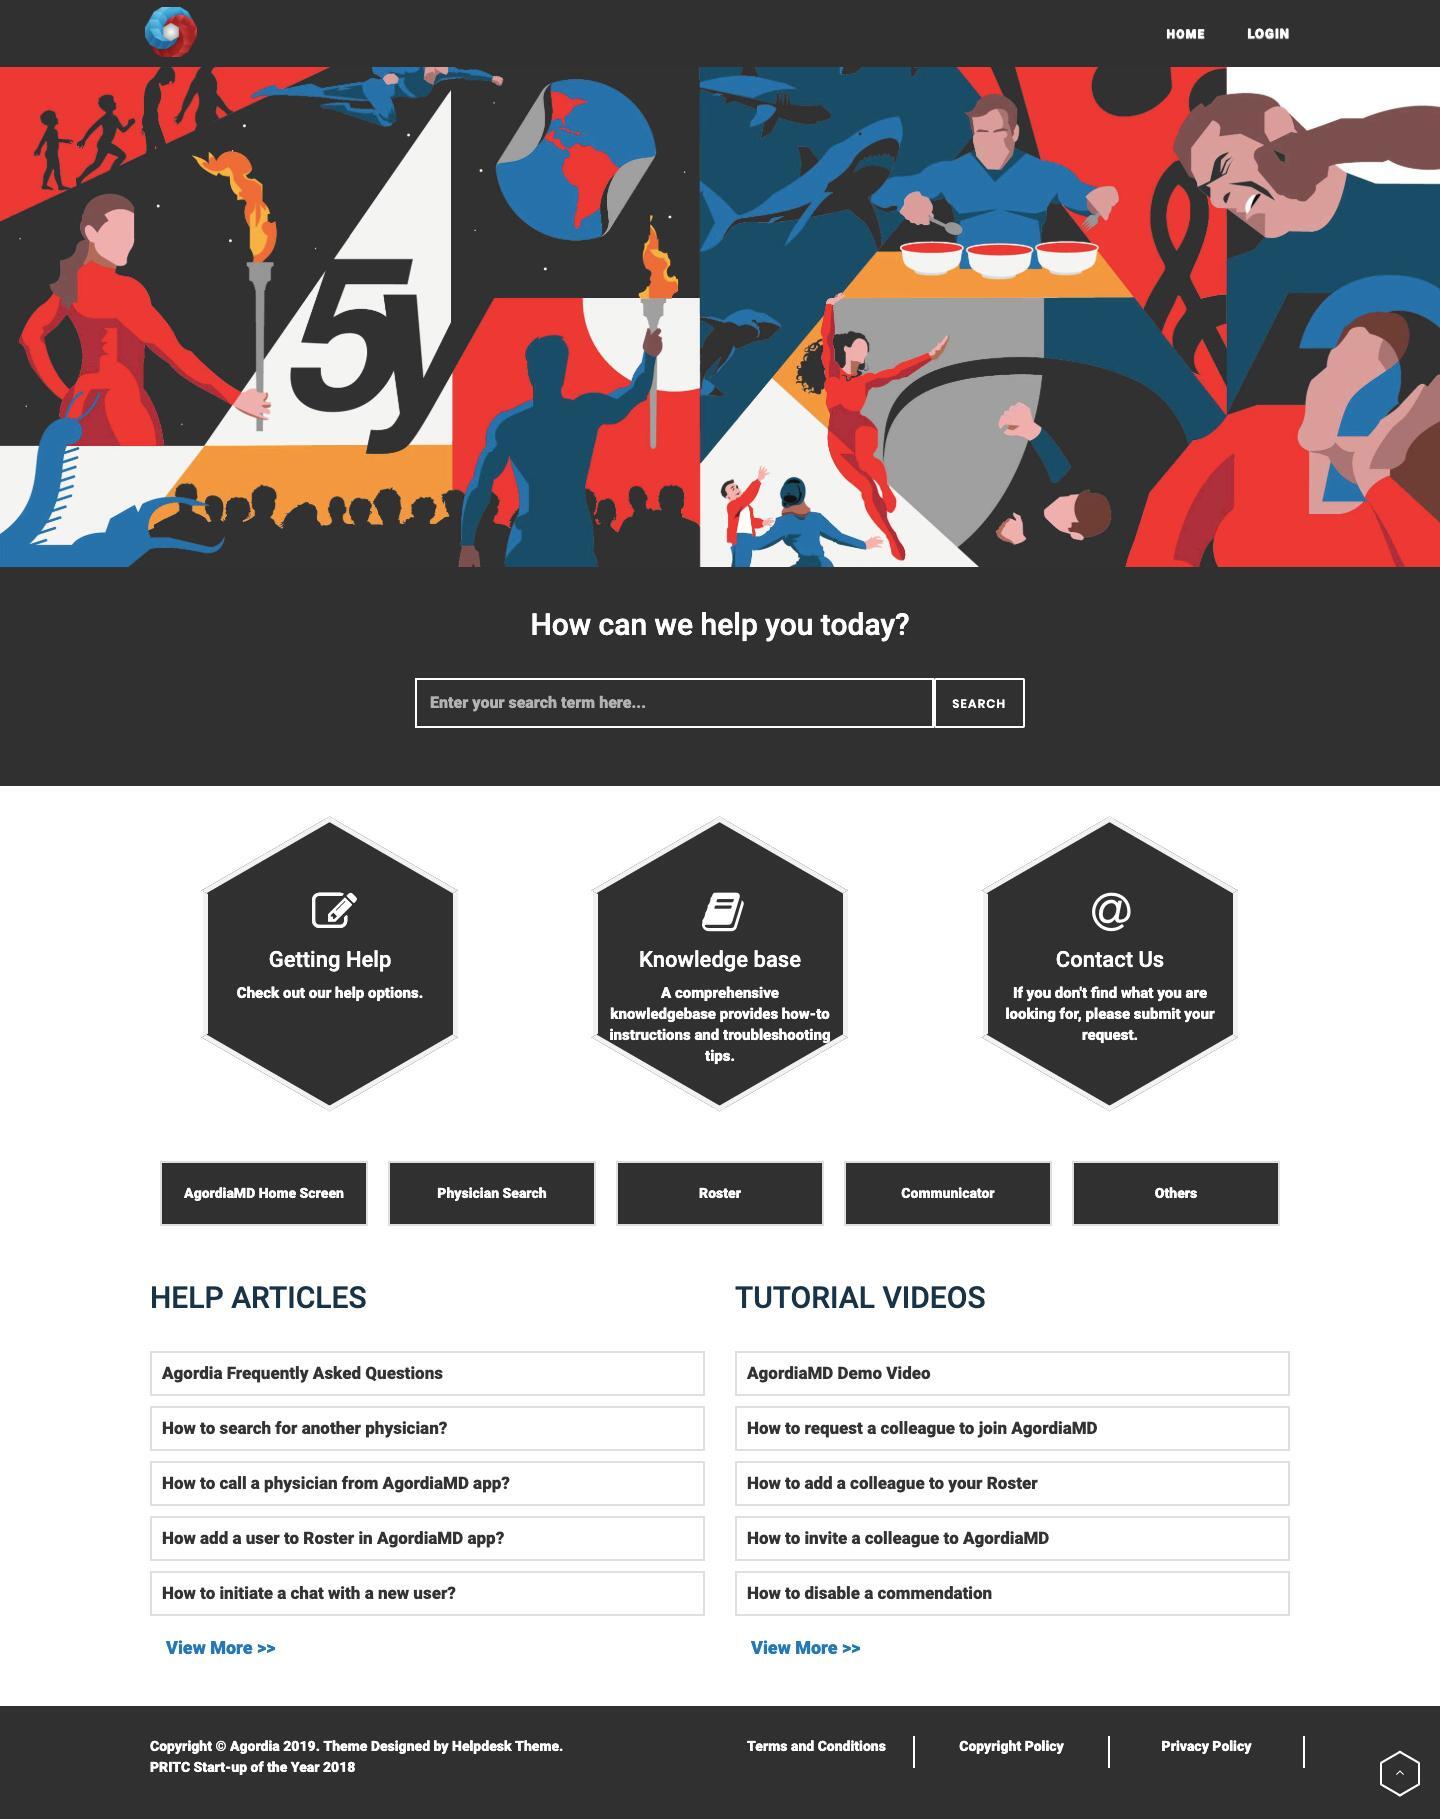 HOME
LOGIN
5y
?
How can we help you today?
Enter your search term here...
SEARCH
Getting Help
Check out our help options.
Knowledge base
A comprehensive
knowledgebase provides how-to
instructions and troubleshooting
tips.
@
Contact Us
If you don't find what you are
looking for, please submit your
request.
AgordiaMD Home Screen
Physician Search
Roster
Communicator
Others
HELP ARTICLES
Agordia Frequently Asked Questions
How to search for another physician?
How to call a physician from AgordiaMD app?
How add a user to Roster in AgordiaMD app?
How to initiate a chat with a new user?
View More >>
TUTORIAL VIDEOS
AgordiaMD Demo Video
How to request a colleague to join AgordiaMD
How to add a colleague to your Roster
How to invite a colleague to AgordiaMD
How to disable a commendation
View More >>
Copyright © Agordia 2019. Theme Designed by Helpdesk Theme.
PRITC Start-up of the Year 2018
Terms and Conditions
Copyright Policy
Privacy Policy